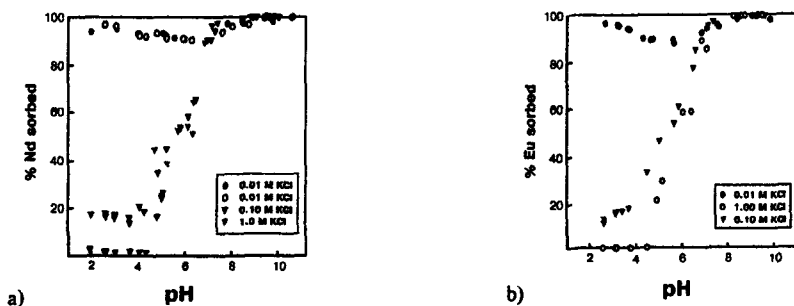 100
80
60
40
20
% Nd sorbed
0.01 M KCl
0.01 M KCl
0.10 M KCl
1.0 M KCl
2 4 6 8 10
pH
a)
100
80
60
40
20
% Eu sorbed
0.01 M KCl
1.00 M KCl
0.10 M KCl
2 4 6 8 10
pH
b)